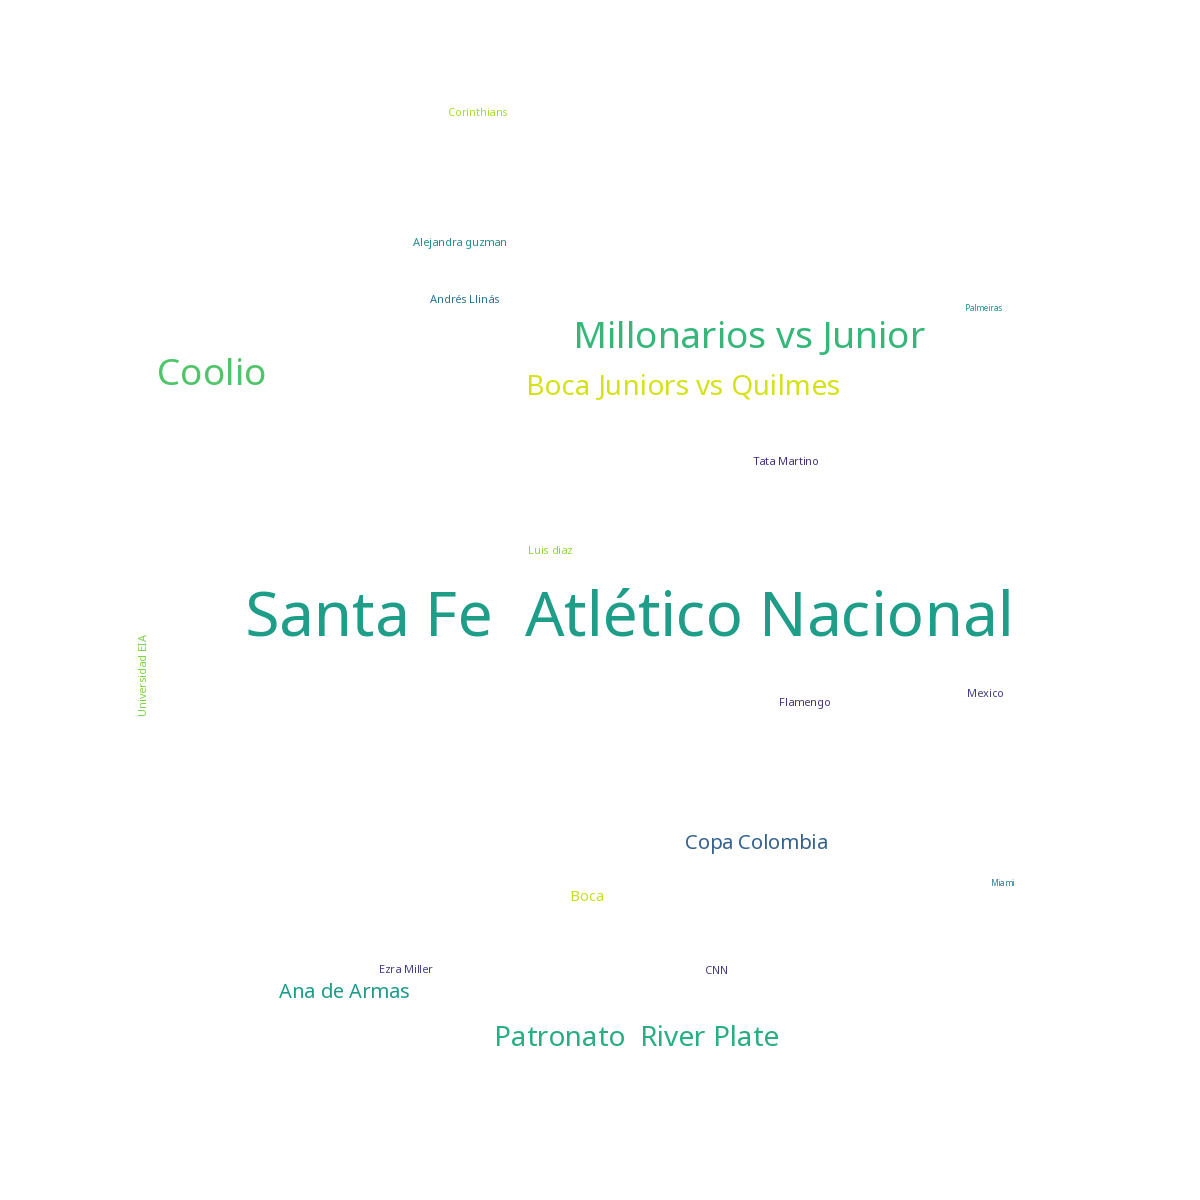 Corinthians
Alejandra guzman
Andrés Llinás
Palmeiras
Millonarios vs Junior
Coolio
Boca Juniors vs Quilmes
Tata Martino
Luis diaz
Santa Fe  Atlético Nacional
Universidad EIA
Mexico
Flamengo
Copa Colombia
Miami
Boca
Ezra Miller
CNN
Ana de Armas
Patronato  River Plate